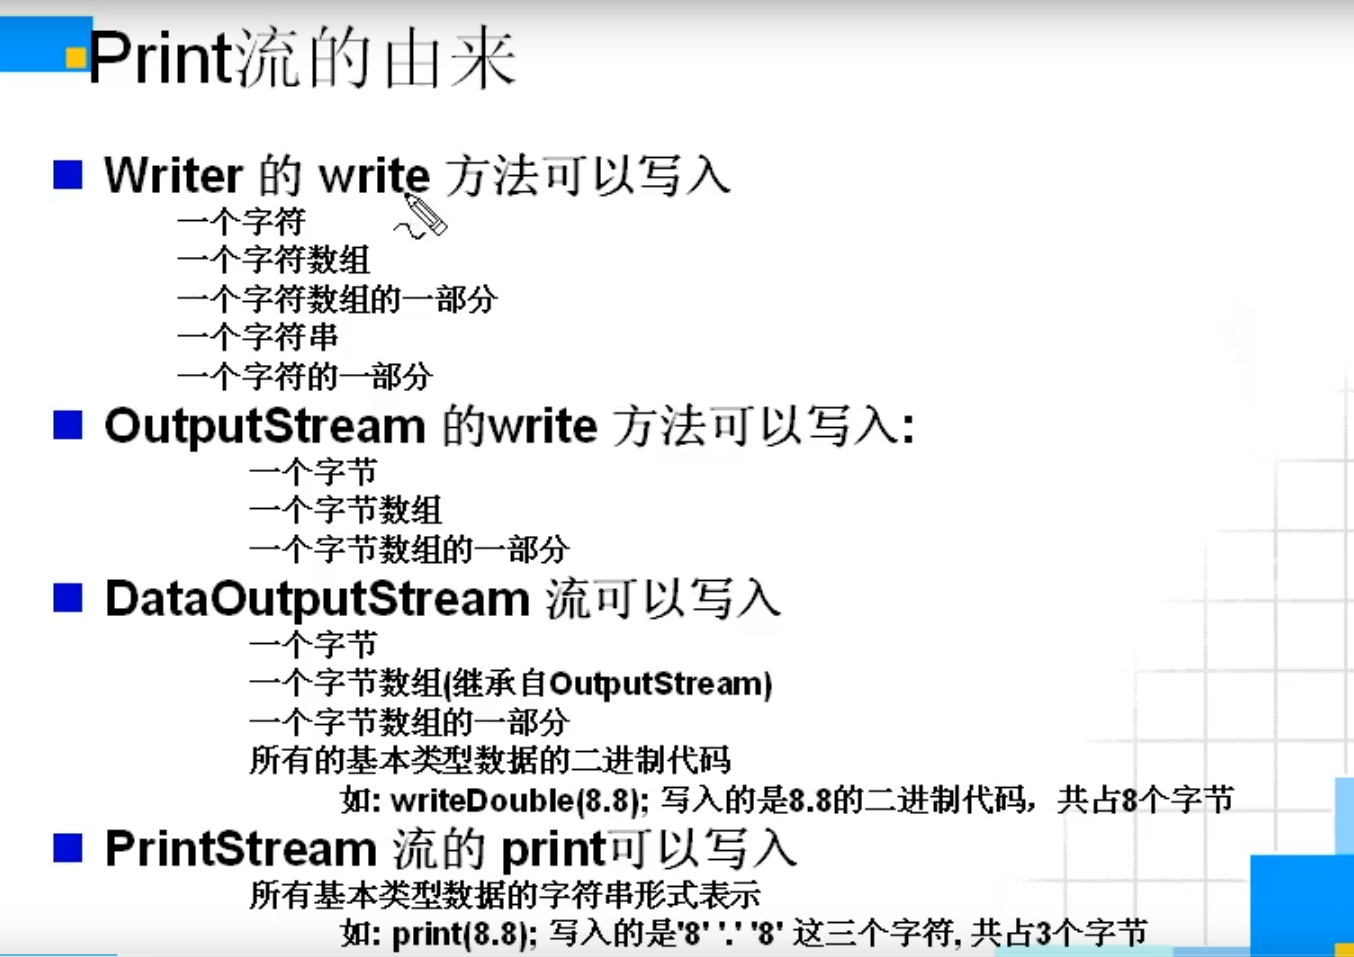 Print流的由来
Writer 的 write 方法可以写入
一个字符
一个字符数组
一个字符数组的一部分
一个字符串
一个字符的一部分
OutputStream 的write 方法可以写入:
一个字节
一个字节数组
一个字节数组的一部分
DataOutputStream 流可以写入
一个字节
一个字节数组(继承自OutputStream)
一个字节数组的一部分
所有的基本类型数据的二进制代码
如: writeDouble(8.8); 写入的是8.8的二进制代码，共占8个字节
PrintStream 流的 print可以写入
所有基本类型数据的字符串形式表示
如: print(8.8); 写入的是'8' '.' '8' 这三个字符, 共占3个字节